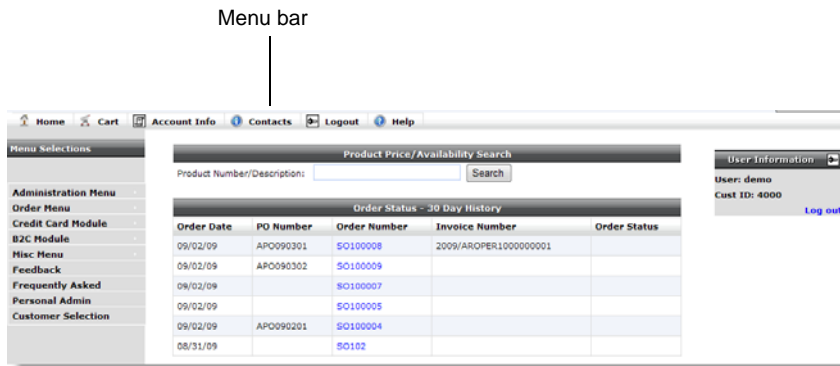 Menu bar
Home Cart Account Info Contacts Logout Help
Menu Selections
Administration Menu
Order Menu
Credit Card Module
B2C Module
Misc Menu
Feedback
Frequently Asked
Personal Admin
Customer Selection
Product Price/Availability Search
Product Number/Description: Search
Order Status - 30 Day History
Order Date PO Number Order Number Invoice Number Order Status
09/02/09 APO090301 SO100008 2009/AROPER1000000001
09/02/09 APO090302 SO100009
09/02/09 SO100007
09/02/09 SO100005
09/02/09 APO090201 SO100004
08/31/09 SO102
User Information
User: demo
Cust ID: 4000
Log out